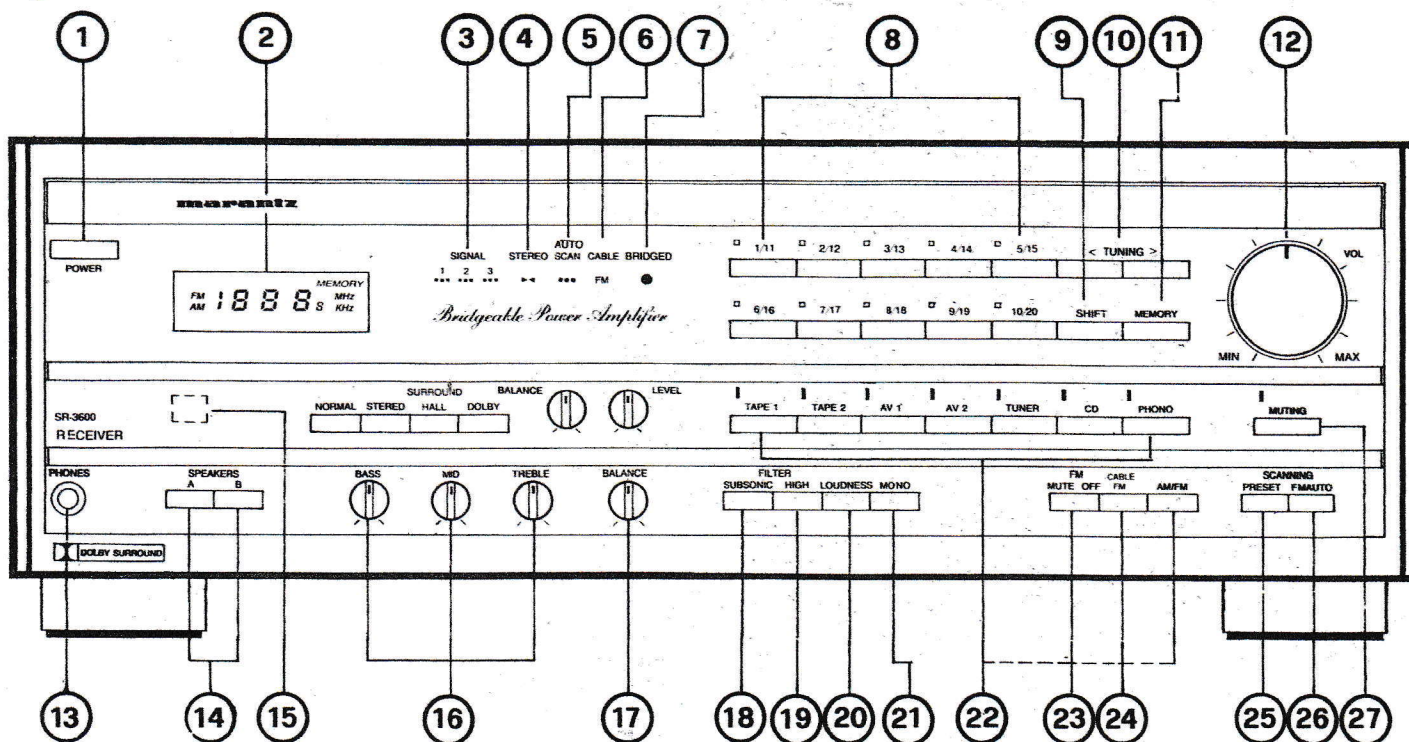 1 2 3 4 5 6 7 8 9 10 11 12
marantz
POWER
FM AM 1888 S MEMORY MHz KHz
SIGNAL
1 2 3
STEREO
AUTO
SCAN
CABLE
FM
BRIDGED
Bridgeable Power Amplifier
1/11 2/12 3/13 4/14 5/15 < TUNING >
6/16 7/17 8/18 9/19 10/20 SHIFT MEMORY
VOL
MIN MAX
SR-3600
RECEIVER
SURROUND
NORMAL STEREO HALL DOLBY
BALANCE LEVEL
TAPE 1 TAPE 2 AV 1 AV 2 TUNER CD PHONO
MUTING
PHONES
SPEAKERS
A B
BASS MID TREBLE BALANCE
FILTER
SUBSONIC HIGH LOUDNESS MONO
FM
MUTE OFF
CABLE
FM
AM/FM
SCANNING
PRESET FMAUTO
DOLBY SURROUND
13 14 15 16 17 18 19 20 21 22 23 24 25 26 27